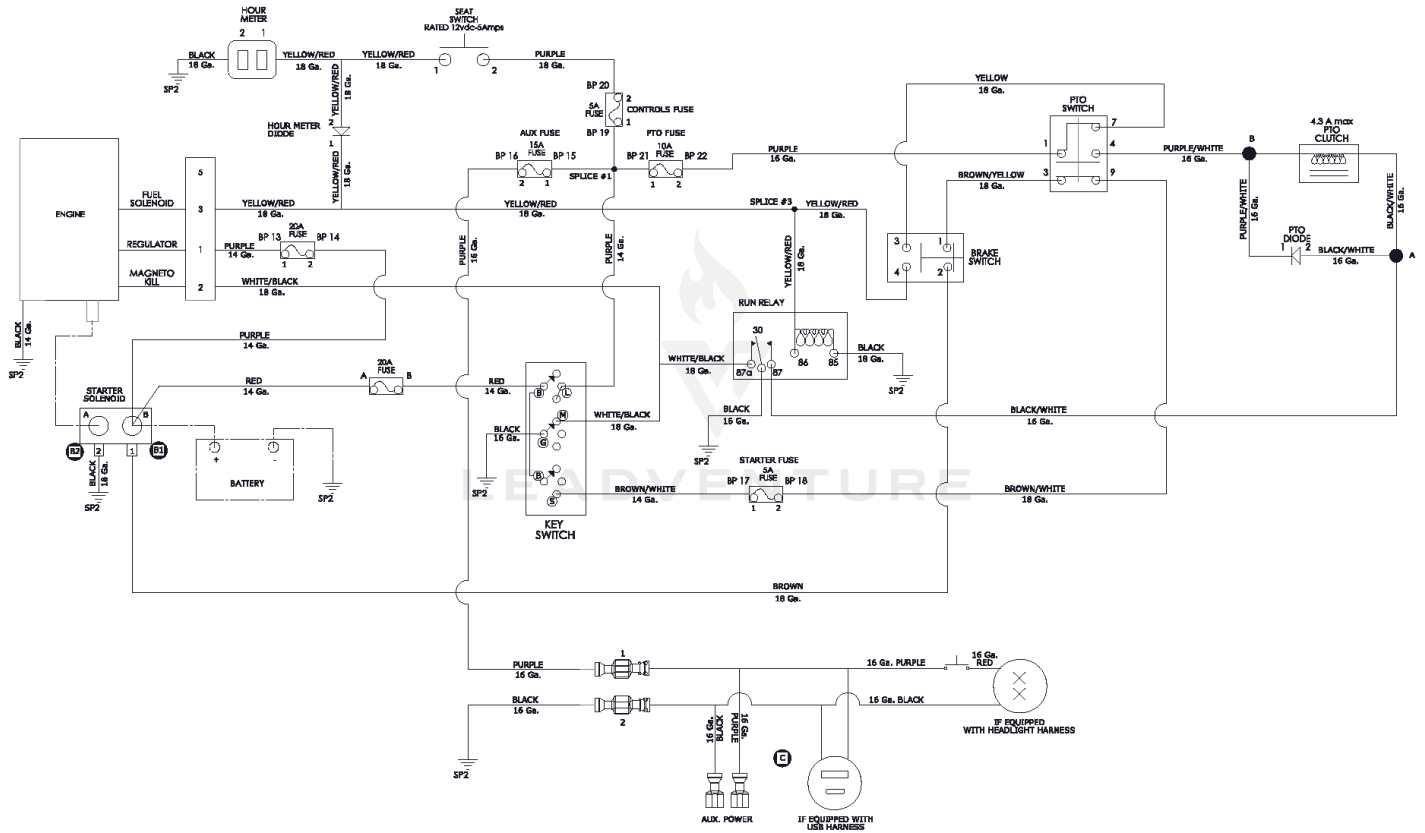 HOUR
METER
2 1
BLACK
18 Ga.
SP2
YELLOW/RED
18 Ga.
YELLOW/RED
18 Ga.
SEAT
SWITCH
RATED 12vdc-5Amps
1
2
PURPLE
18 Ga.
YELLOW/RED
18 Ga.
HOUR METER
DIODE
2
1
YELLOW/RED
18 Ga.
BP 20
5A
FUSE
2
1
CONTROLS FUSE
BP 19
AUX FUSE
15A
FUSE
BP 16
BP 15
2 1
SPLICE #1
PTO FUSE
10A
FUSE
BP 21
BP 22
1 2
PURPLE
16 Ga.
YELLOW
18 Ga.
PTO
SWITCH
7
1
4
3
9
BROWN/YELLOW
18 Ga.
PURPLE/WHITE
16 Ga.
B
4.3 A max
PTO
CLUTCH
PURPLE/WHITE
16 Ga.
PTO
DIODE
1 2
BLACK/WHITE
16 Ga.
BLACK/WHITE
16 Ga.
A
ENGINE
FUEL
SOLENOID
REGULATOR
MAGNETO
KILL
5
3
1
2
YELLOW/RED
18 Ga.
YELLOW/RED
18 Ga.
SPLICE #3
YELLOW/RED
18 Ga.
PURPLE
14 Ga.
BP 13
20A
FUSE
BP 14
1 2
WHITE/BLACK
18 Ga.
PURPLE
16 Ga.
PURPLE
14 Ga.
YELLOW/RED
18 Ga.
3
1
4
2
BRAKE
SWITCH
BLACK
14 Ga.
SP2
PURPLE
14 Ga.
RED
14 Ga.
20A
FUSE
A
B
RED
14 Ga.
RUN RELAY
30
86
85
87a
87
BLACK
18 Ga.
SP2
WHITE/BLACK
18 Ga.
BLACK
16 Ga.
SP2
BLACK/WHITE
16 Ga.
STARTER
SOLENOID
A
B
B2
2
1
B1
BLACK
18 Ga.
SP2
+
-
BATTERY
SP2
B
L
M
G
B
S
KEY
SWITCH
BLACK
16 Ga.
SP2
WHITE/BLACK
18 Ga.
BROWN/WHITE
14 Ga.
STARTER FUSE
5A
FUSE
BP 17
BP 18
1 2
BROWN/WHITE
18 Ga.
LEADVENTURE
BROWN
18 Ga.
PURPLE
16 Ga.
1
16 Ga. PURPLE
16 Ga.
RED
BLACK
16 Ga.
2
16 Ga. BLACK
IF EQUIPPED
WITH HEADLIGHT HARNESS
SP2
16 Ga.
BLACK
16 Ga.
PURPLE
C
AUX. POWER
IF EQUIPPED WITH
USB HARNESS